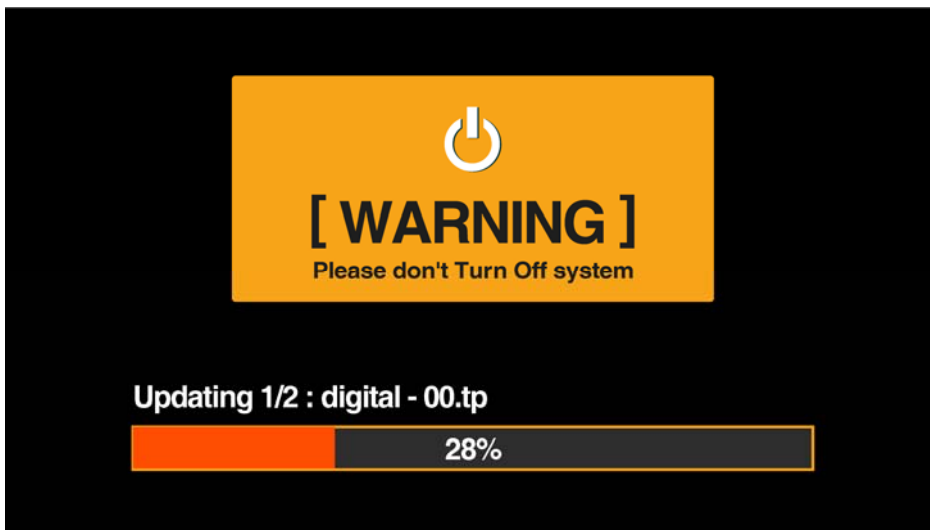 [ WARNING ]
Please don't Turn Off system
Updating 1/2 : digital - 00.tp
28%